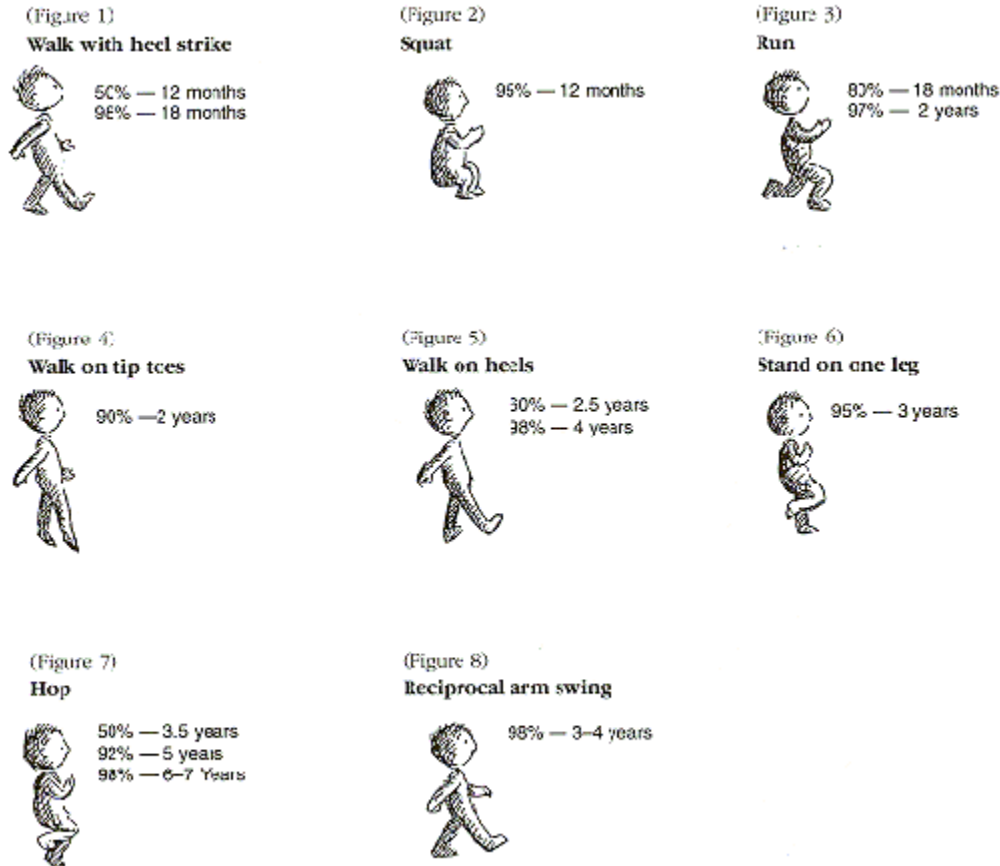 (Figure 1)
Walk with heel strike
50% — 12 months
98% — 18 months
(Figure 2)
Squat
95% — 12 months
(Figure 3)
Run
80% — 18 months
97% — 2 years
(Figure 4)
Walk on tip toes
90% —2 years
(Figure 5)
Walk on heels
— 2.5 years
98% — 4 years
(Figure 6)
Stand on one leg
95% — 3 years
(Figure 7)
Hop
50% — 3.5 years
92% — 5 years
98% — 6–7 Years
(Figure 8)
Reciprocal arm swing
98% — 3–4 years